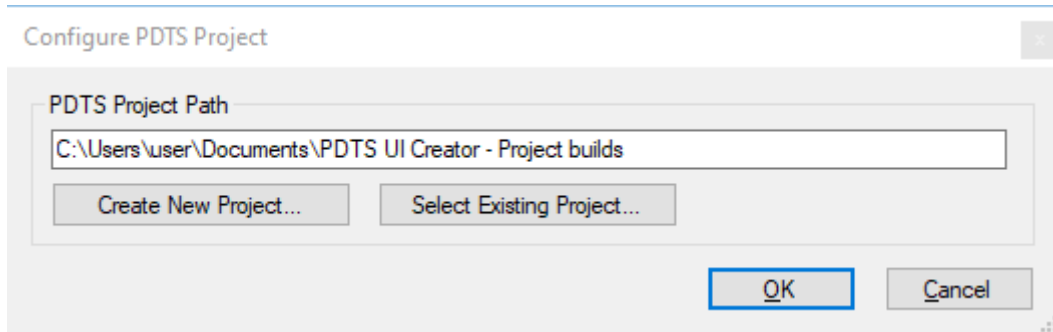 Configure PDTS Project
x
PDTS Project Path
C:\Users\user\Documents\PDTS UI Creator - Project builds
Create New Project... Select Existing Project...
OK Cancel